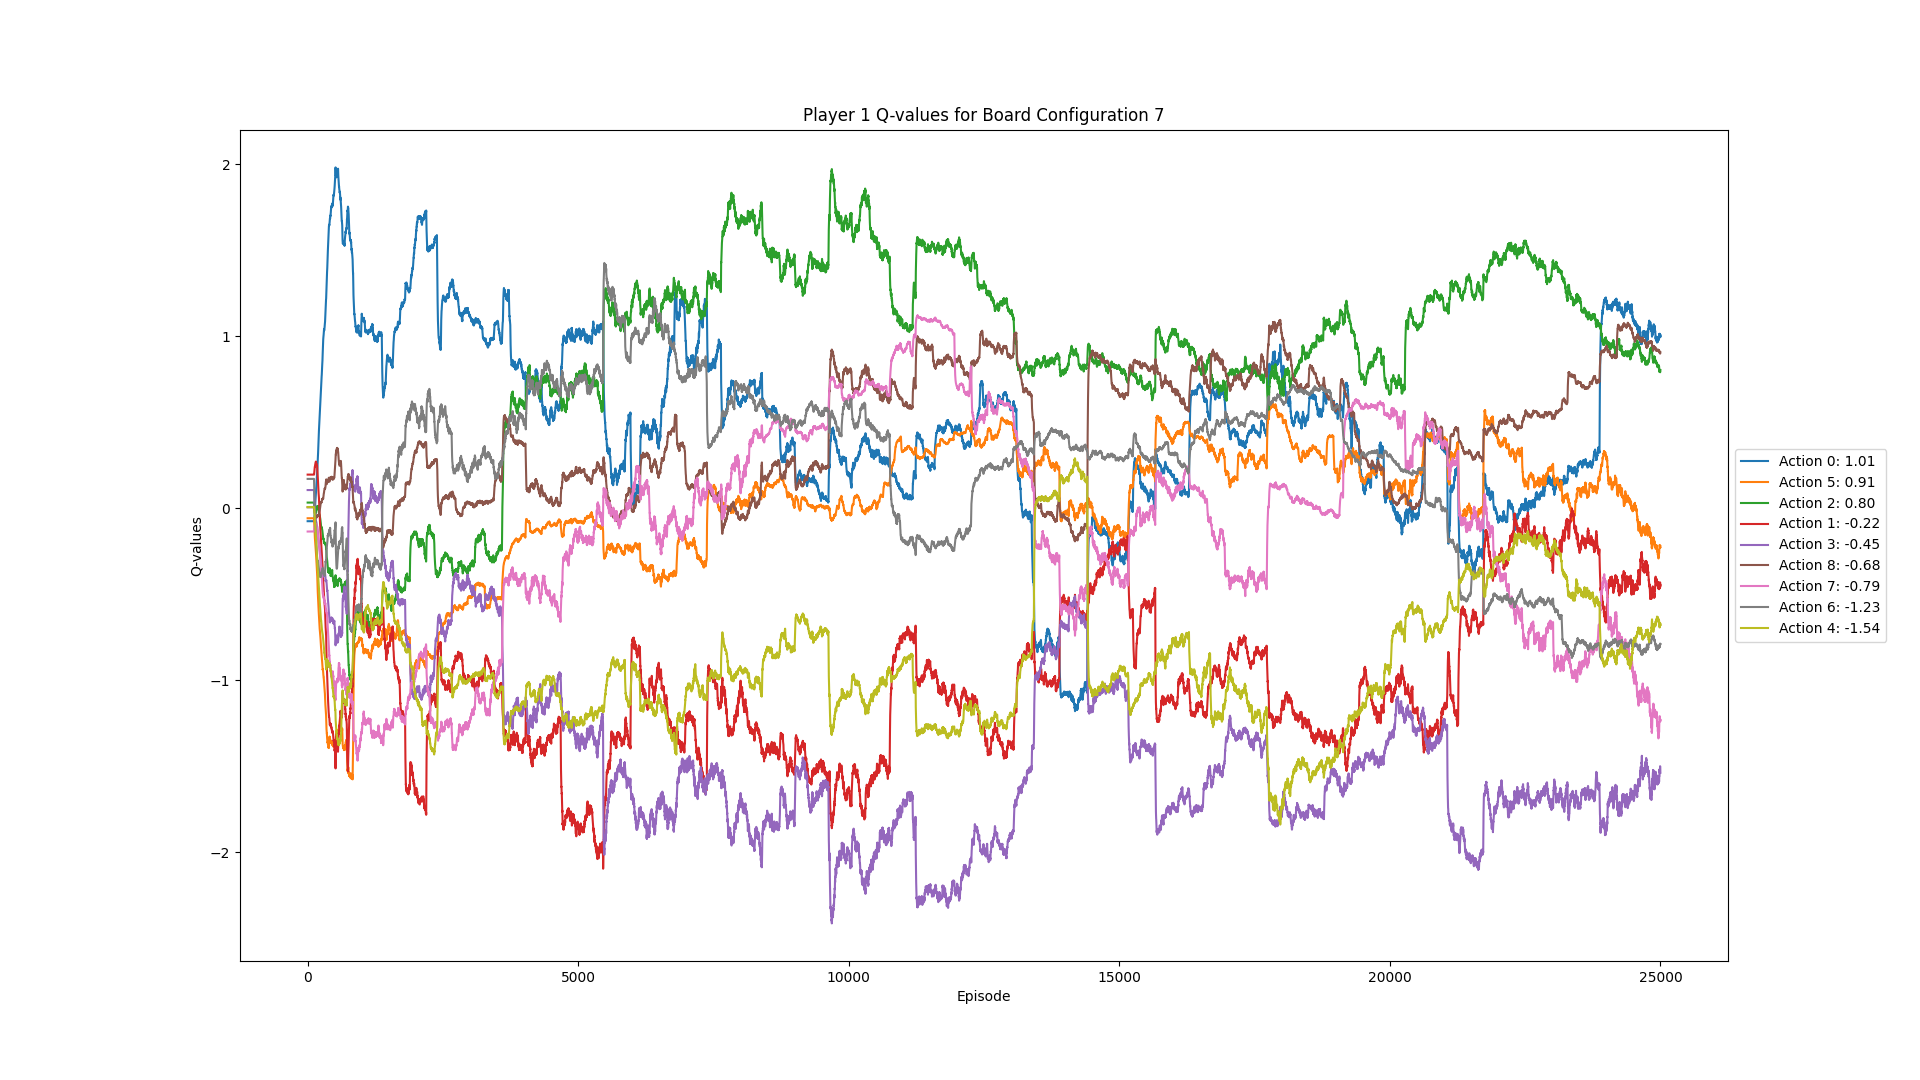 Player 1 Q-values for Board Configuration 7
2
1
0
−1
−2
Q-values
0
5000
10000
15000
20000
25000
Episode
Action 0: 1.01
Action 5: 0.91
Action 2: 0.80
Action 1: -0.22
Action 3: -0.45
Action 8: -0.68
Action 7: -0.79
Action 6: -1.23
Action 4: -1.54